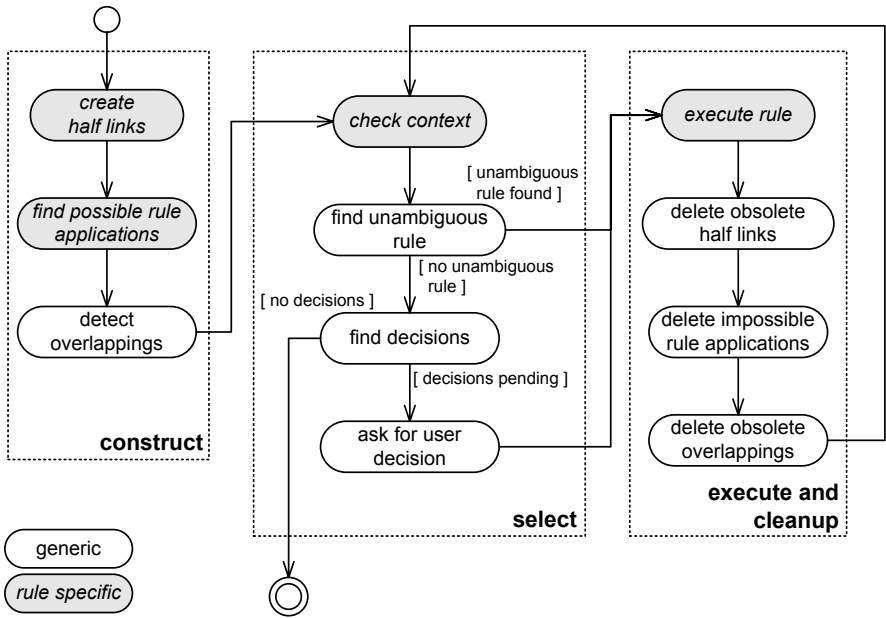 create
half links
find possible rule
applications
detect
overlappings
construct
check context
[ unambiguous
rule found ]
find unambiguous
rule
[ no unambiguous
rule ]
[ no decisions ]
find decisions
[ decisions pending ]
ask for user
decision
select
execute rule
delete obsolete
half links
delete impossible
rule applications
delete obsolete
overlappings
execute and
cleanup
generic
rule specific